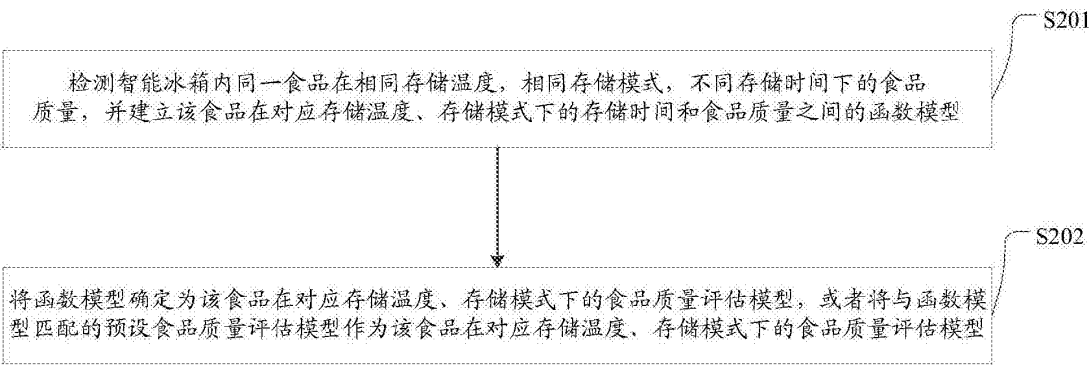 S201
检测智能冰箱内同一食品在相同存储温度，相同存储模式，不同存储时间下的食品
质量，并建立该食品在对应存储温度、存储模式下的存储时间和食品质量之间的函数模型
S202
将函数模型确定为该食品在对应存储温度、存储模式下的食品质量评估模型，或者将与函数模
型匹配的预设食品质量评估模型作为该食品在对应存储温度、存储模式下的食品质量评估模型